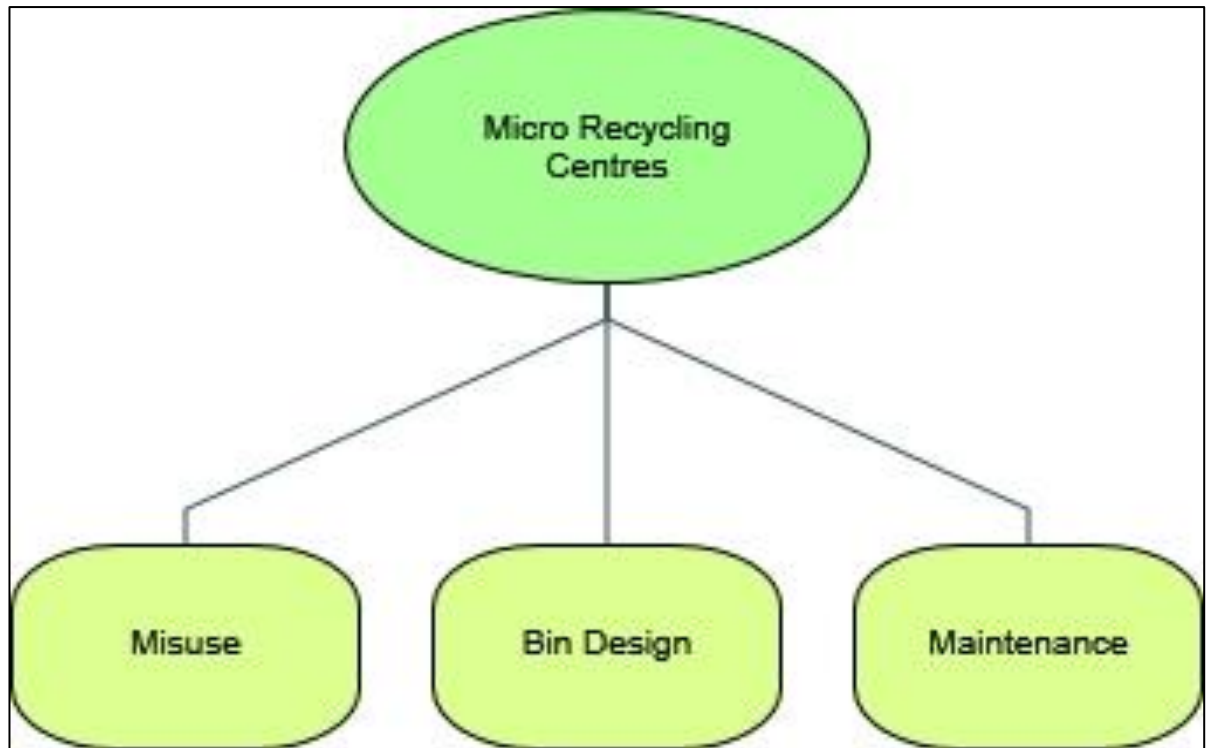 Micro Recycling
Centres
Misuse
Bin Design
Maintenance